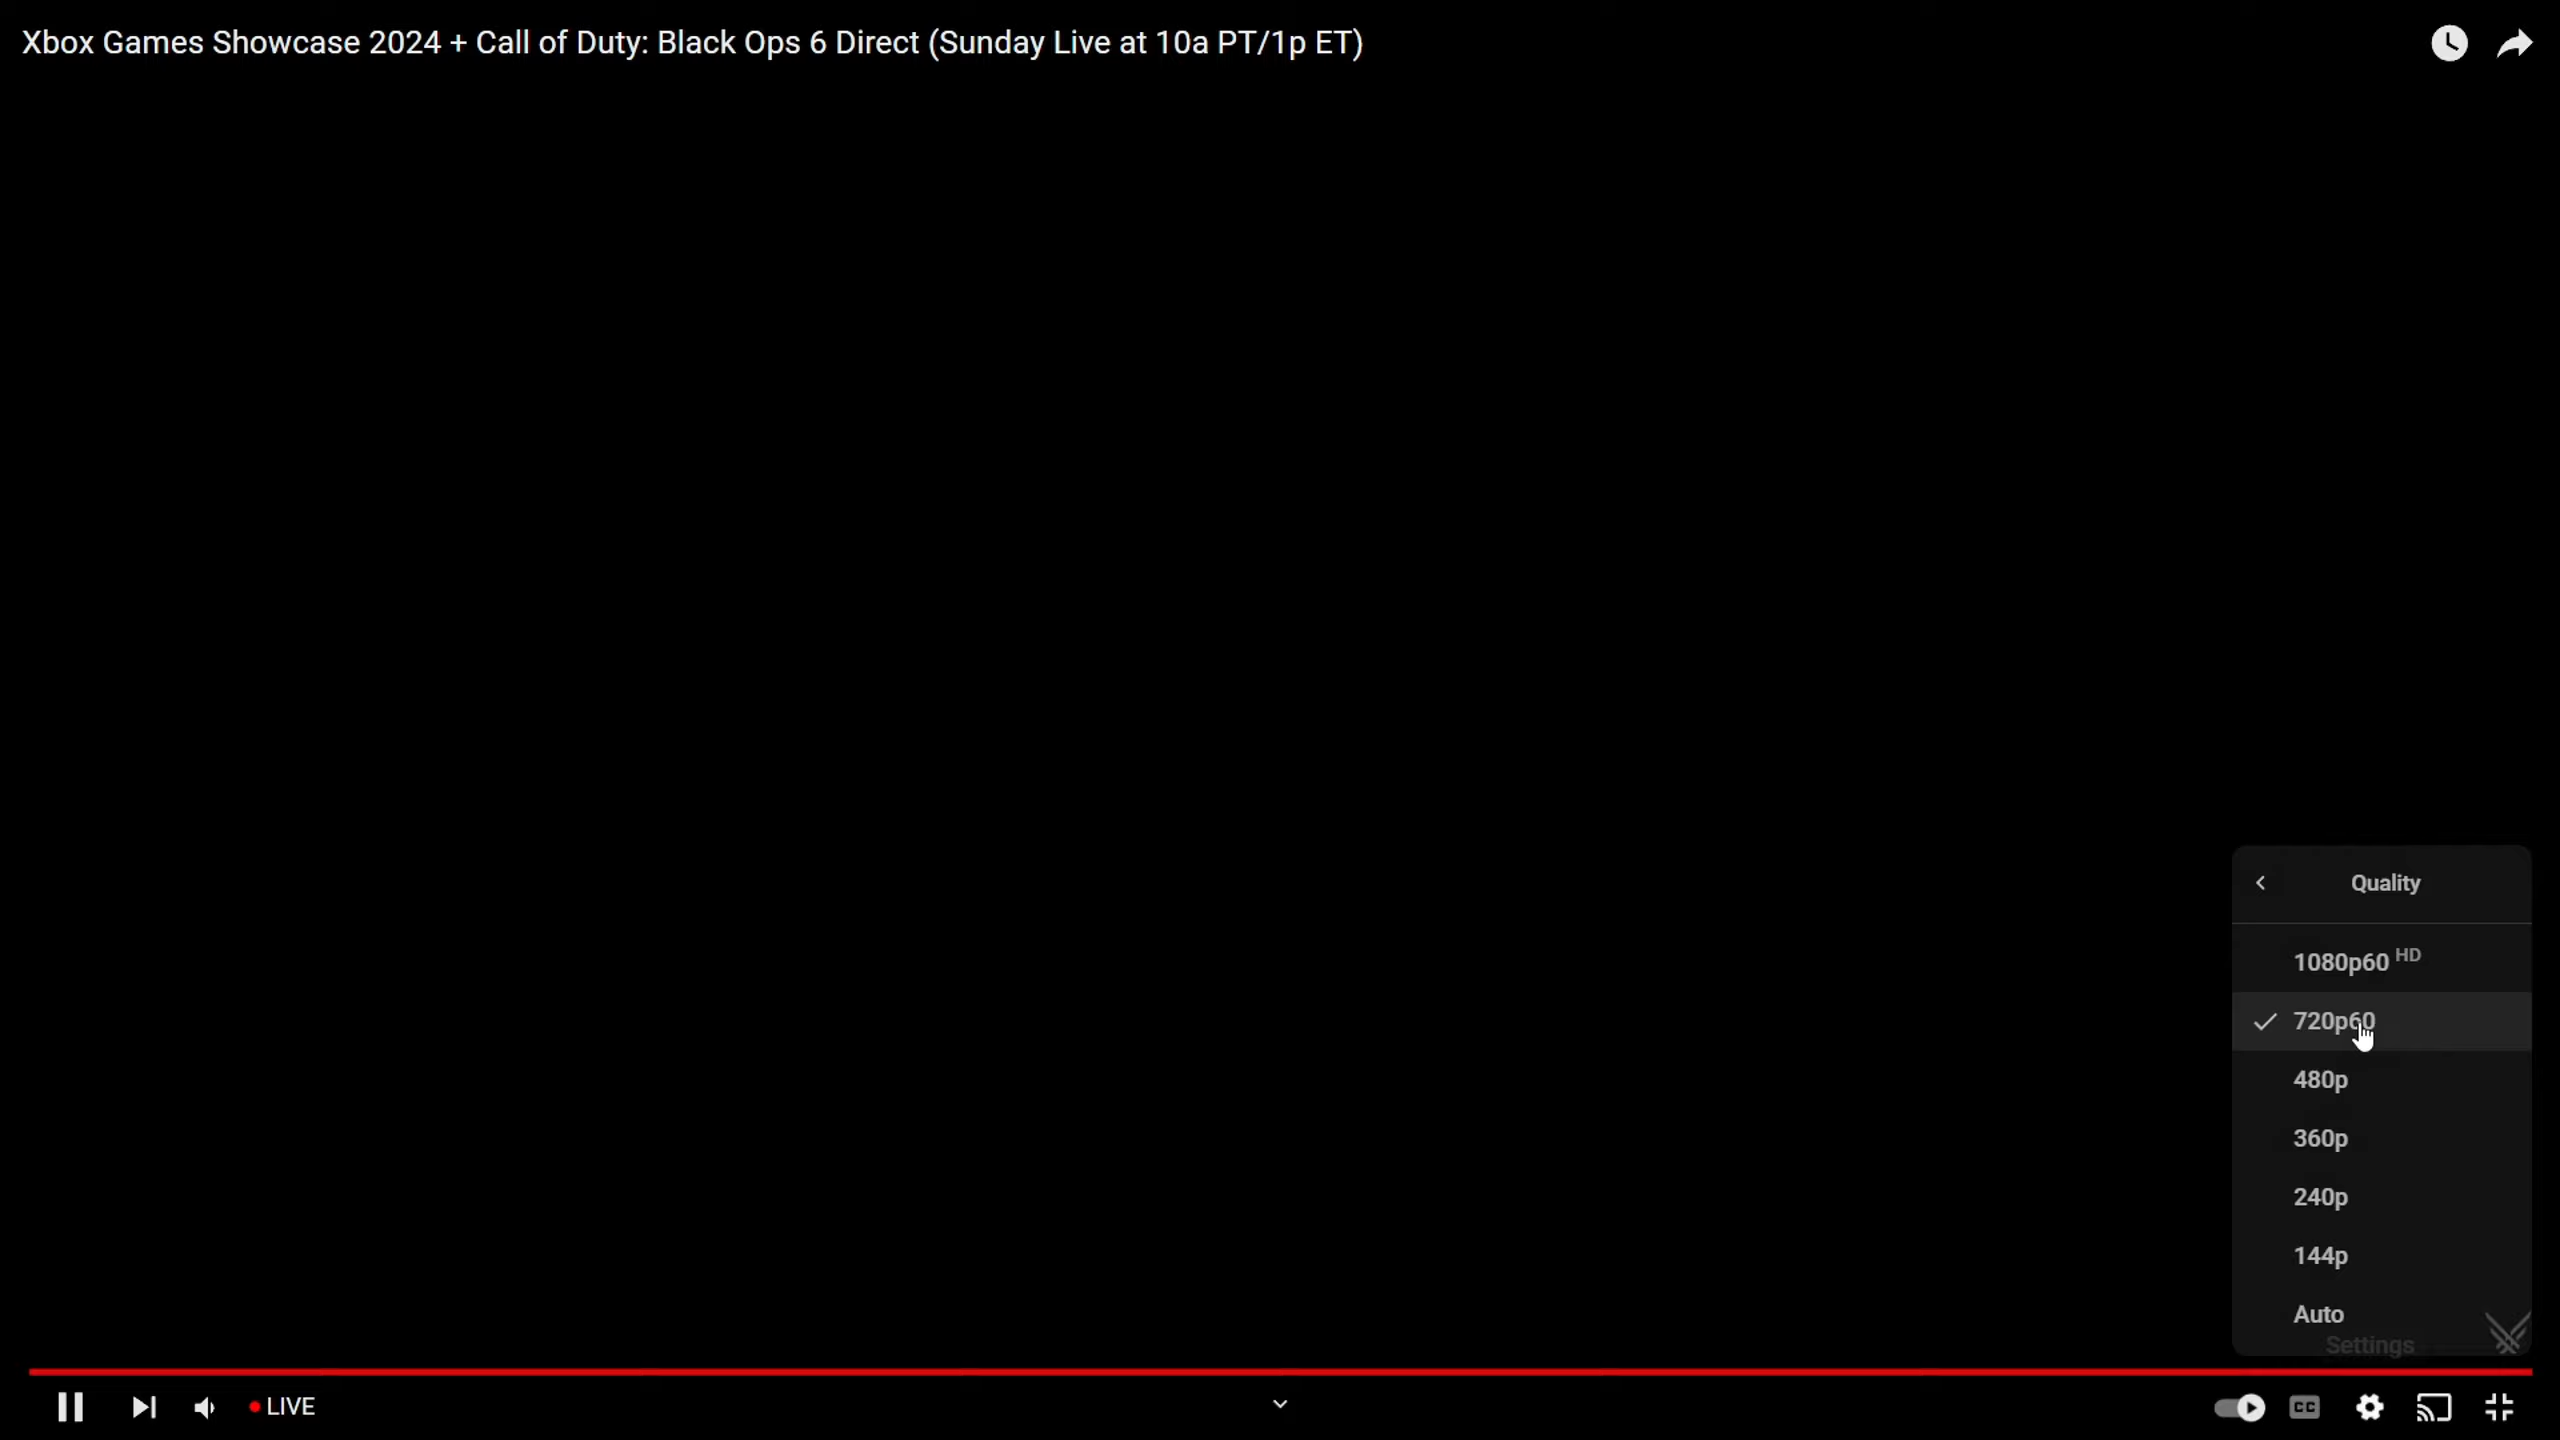 Xbox Games Showcase 2024 + Call of Duty: Black Ops 6 Direct (Sunday Live at 10a PT/1p ET)
Quality
1080p60 HD
720p60
480p
360p
240p
144p
Auto
Settings
LIVE
CC